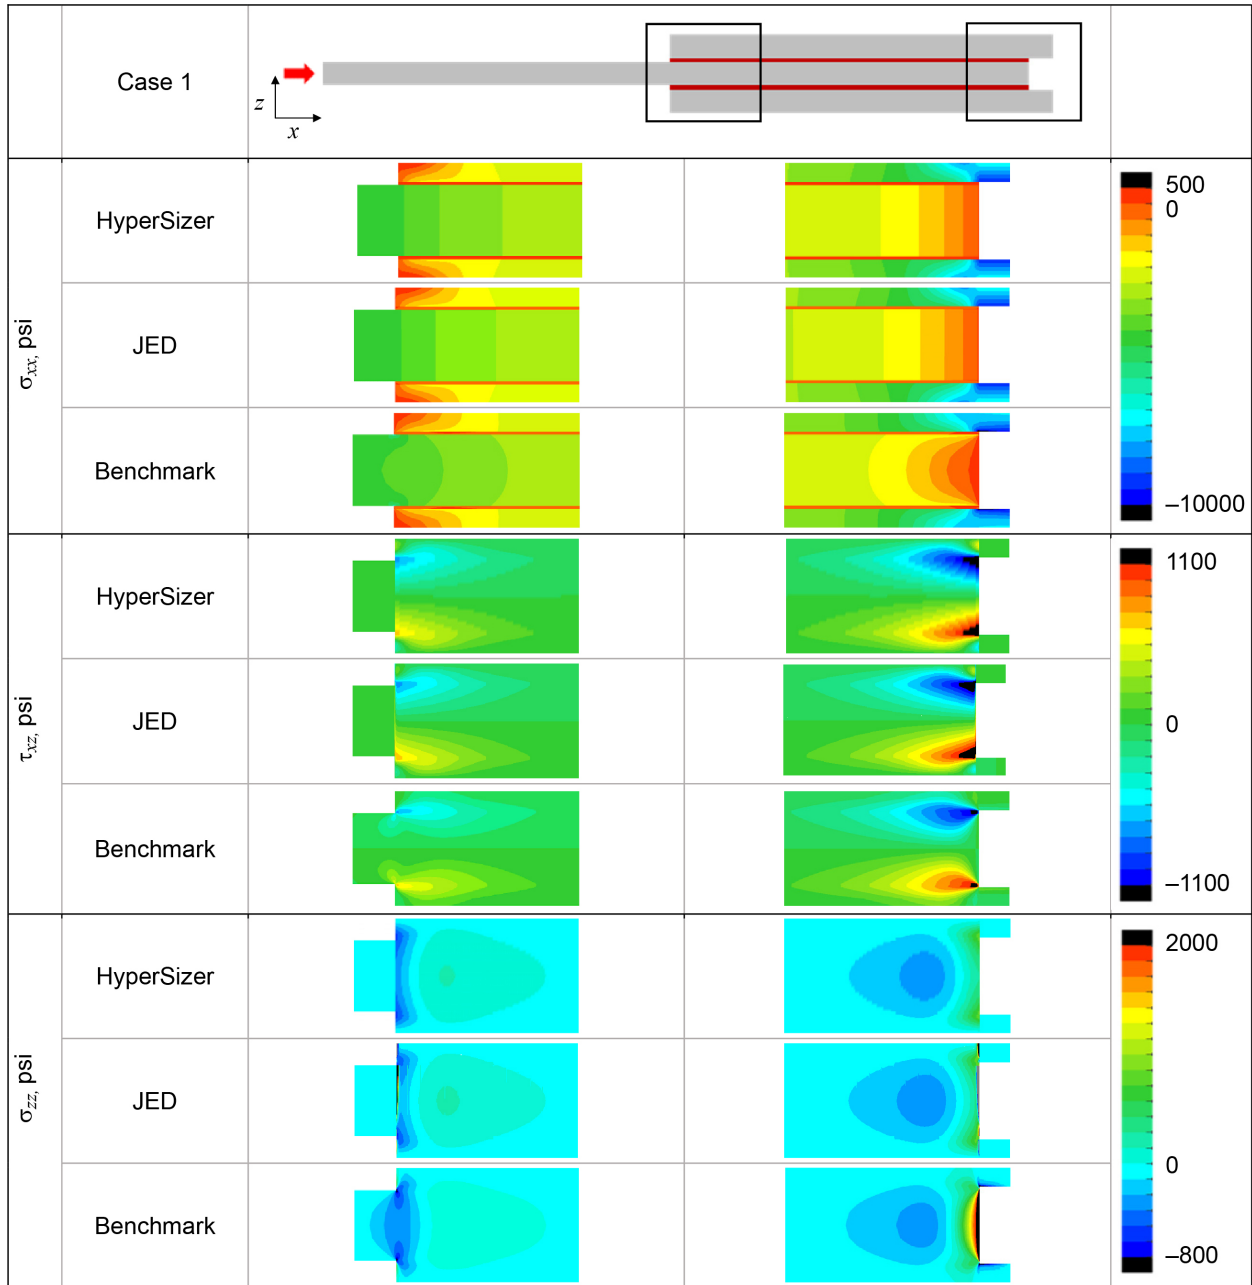 Case 1
z
x
σxx, psi
HyperSizer
JED
Benchmark
500
0
–10000
τxz, psi
HyperSizer
JED
Benchmark
1100
0
–1100
σzz, psi
HyperSizer
JED
Benchmark
2000
0
–800